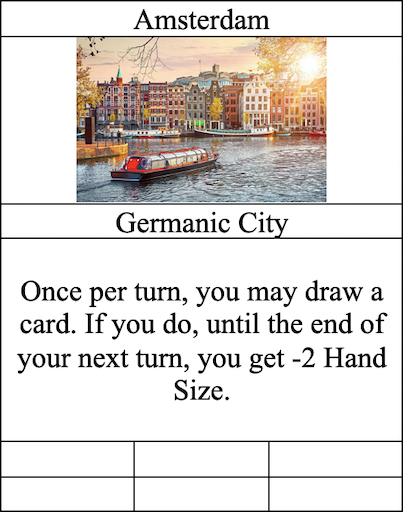 Amsterdam
Germanic City
Once per turn, you may draw a
card. If you do, until the end of
your next turn, you get -2 Hand
Size.